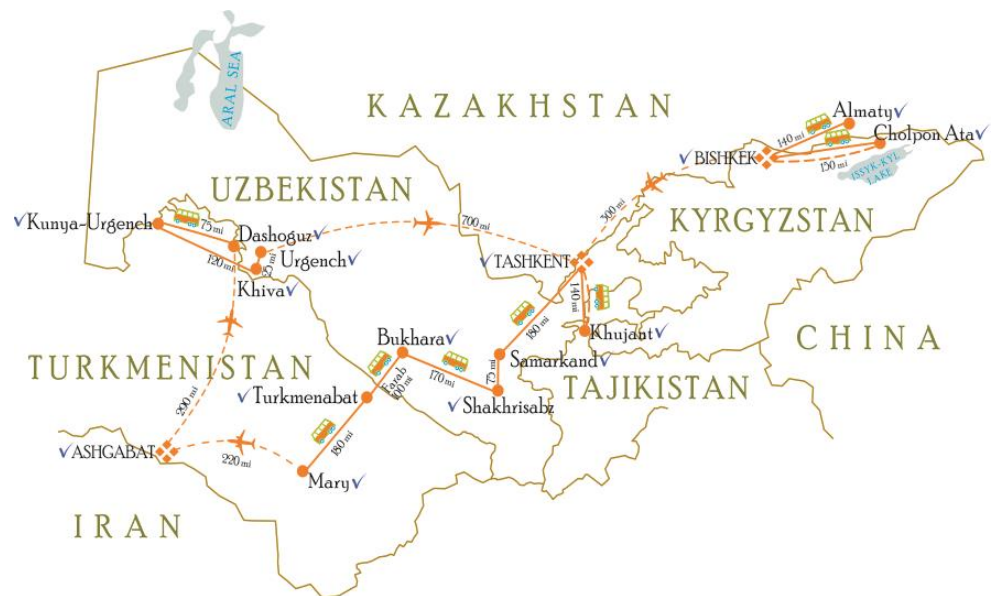 ARAL SEA
KAZAKHSTAN
Almaty
140 mi
Cholpon Ata
BISHKEK
150 mi
ISSYK-KYL
LAKE
UZBEKISTAN
300 mi
KYRGYZSTAN
Kunya-Urgench
75 mi
Dashoguz
700 mi
120 mi
25 mi
Urgench
TASHKENT
Khiva
140 mi
180 mi
Khujant
CHINA
Bukhara
Samarkand
TURKMENISTAN
170 mi
TAJIKISTAN
Farab
100 mi
Turkmenabat
Shakhrisabz
290 mi
180 mi
ASHGABAT
220 mi
Mary
IRAN